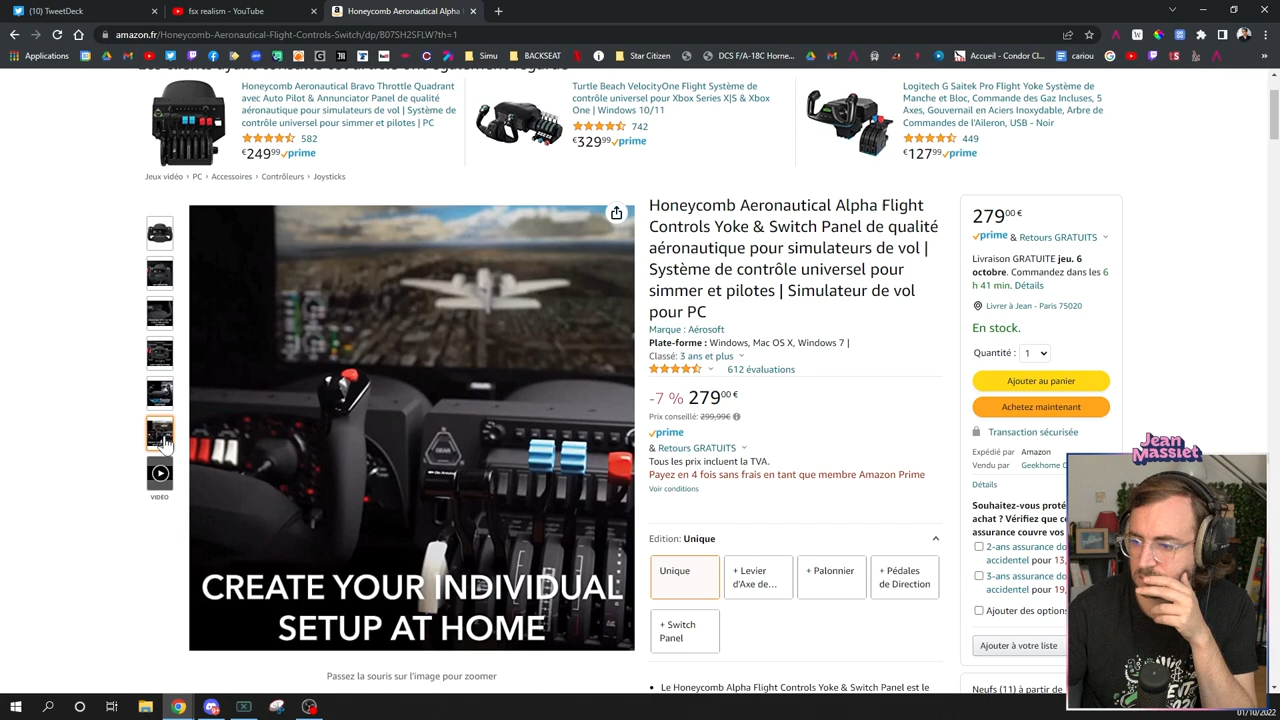 (10) TweetDeck
fsx realism - YouTube
Honeycomb Aeronautical Alpha
amazon.fr/Honeycomb-Aeronautical-Flight-Controls-Switch/dp/B07SH2SFLW?th=1
Applications
Simu
BACKSEAT
Star Citizen
DCS F/A-18C Horne...
Accueil - Condor Cl...
cariou
Honeycomb Aeronautical Bravo Throttle Quadrant
avec Auto Pilot & Annunciator Panel de qualité
aéronautique pour simulateurs de vol | Système de
contrôle universel pour simmer et pilotes | PC
582
€249⁹⁹ prime
Turtle Beach VelocityOne Flight Système de
contrôle universel pour Xbox Series X|S & Xbox
One | Windows 10/11
742
€329⁹⁹ prime
Logitech G Saitek Pro Flight Yoke Système de
Manche et Bloc, Commande des Gaz Incluses, 5
Axes, Gouvernail en Aciers Inoxydable, Arbre de
Commandes de l'Aileron, USB - Noir
449
€127⁹⁹ prime
Jeux vidéo › PC › Accessoires › Contrôleurs › Joysticks
GEAR
CREATE YOUR INDIVIDUAL
SETUP AT HOME
VIDÉO
Passez la souris sur l'image pour zoomer
Honeycomb Aeronautical Alpha Flight
Controls Yoke & Switch Panel de qualité
aéronautique pour simulateurs de vol |
Système de contrôle universel pour
simmer et pilotes | Simulateur de vol
pour PC
Marque : Aérosoft
Plate-forme : Windows, Mac OS X, Windows 7 |
Classé: 3 ans et plus
612 évaluations
-7 % 279⁰⁰ €
Prix conseillé: 299,99€
prime
& Retours GRATUITS
Tous les prix incluent la TVA.
Payez en 4 fois sans frais en tant que membre Amazon Prime
Voir conditions
Edition: Unique
Unique
+ Levier
d'Axe de...
+ Palonnier
+ Pédales
de Direction
+ Switch
Panel
• Le Honeycomb Alpha Flight Controls Yoke & Switch Panel est le
279⁰⁰ €
prime & Retours GRATUITS
Livraison GRATUITE jeu. 6
octobre. Commandez dans les 6
h 41 min. Détails
Livrer à Jean - Paris 75020
En stock.
Quantité : 1
Ajouter au panier
Achetez maintenant
Transaction sécurisée
Expédié par Amazon
Vendu par Geekhome
Détails
Souhaitez-vous
achat ? Vérifiez que
assurance couvre vos
2-ans assurance
accidentel pour 13,
3-ans assurance
accidentel pour 19,
Ajouter des options
Ajouter à votre liste
Neufs (11) à partir de
Jean
Massiet
01/10/2022